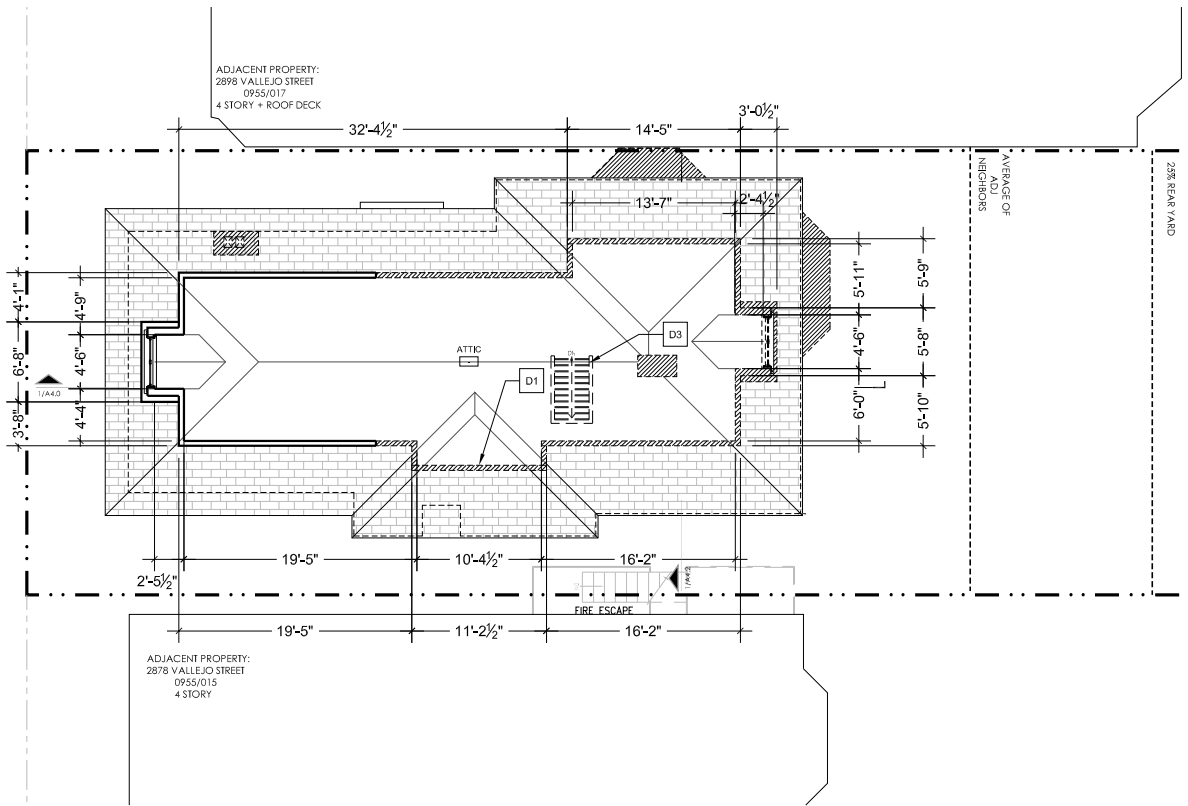 ADJACENT PROPERTY:
2898 VALLEJO STREET
0955/017
4 STORY + ROOF DECK
32'-4½"
14'-5"
3'-0½"
AVERAGE OF
ADJ
NEIGHBORS
25% REAR YARD
13'-7"
2'-4½"
4'-1"
4'-9"
6'-8"
4'-6"
3'-8"
4'-4"
1/A4.0
ATTIC
DN
D3
D1
5'-11"
5'-9"
4'-6"
5'-8"
6'-0"
5'-10"
19'-5"
10'-4½"
16'-2"
2'-5½"
1/A4.2
FIRE ESCAPE
19'-5"
11'-2½"
16'-2"
ADJACENT PROPERTY:
2878 VALLEJO STREET
0955/015
4 STORY